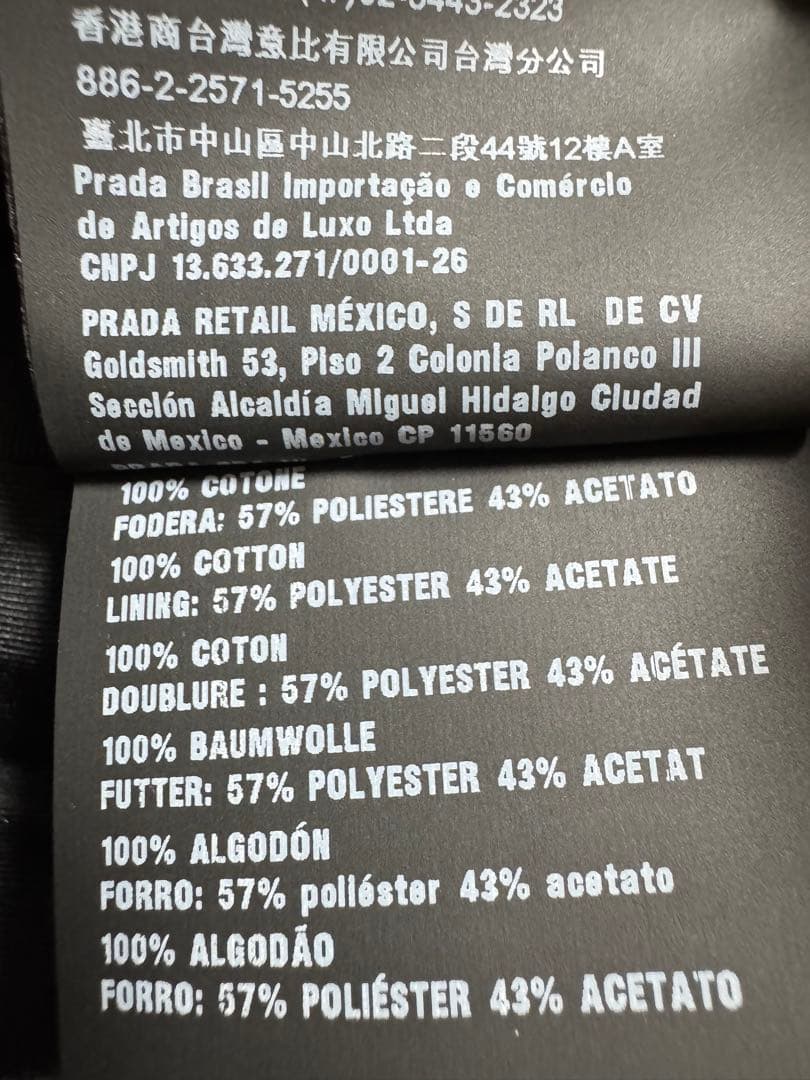 2-8443-2323
香港商台灣意比有限公司台灣分公司
886-2-2571-5255
臺北市中山區中山北路二段44號12樓A室
Prada Brasil Importação e Comércio
de Artigos de Luxo Ltda
CNPJ 13.633.271/0001-26
PRADA RETAIL MÉXICO, S DE RL DE CV
Goldsmith 53, Piso 2 Colonia Polanco III
Sección Alcaldía Miguel Hidalgo Ciudad
de Mexico - Mexico CP 11560
100% COTONE
FODERA: 57% POLIESTERE 43% ACETATO
100% COTTON
LINING: 57% POLYESTER 43% ACETATE
100% COTON
DOUBLURE : 57% POLYESTER 43% ACÉTATE
100% BAUMWOLLE
FUTTER: 57% POLYESTER 43% ACETAT
100% ALGODÓN
FORRO: 57% poliéster 43% acetato
100% ALGODÃO
FORRO: 57% POLIÉSTER 43% ACETATO